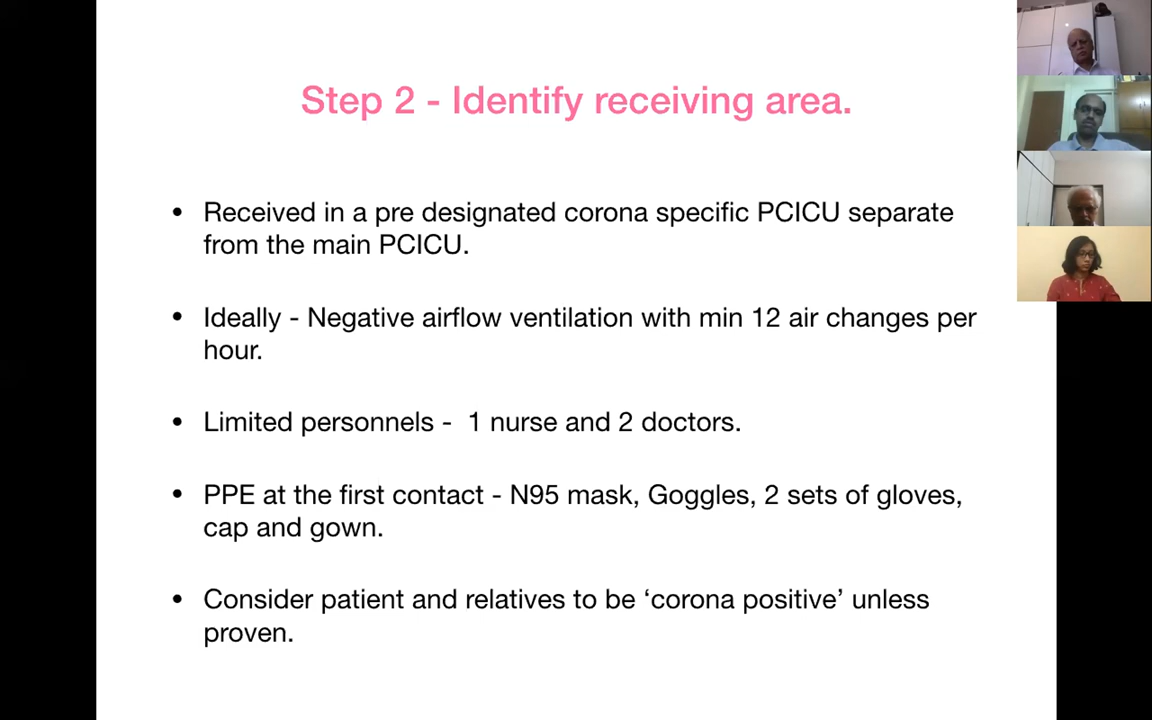 Step 2 - Identify receiving area.
• Received in a pre designated corona specific PCICU separate
from the main PCICU.
• Ideally - Negative airflow ventilation with min 12 air changes per
hour.
• Limited personnels - 1 nurse and 2 doctors.
• PPE at the first contact - N95 mask, Goggles, 2 sets of gloves,
cap and gown.
• Consider patient and relatives to be ‘corona positive’ unless
proven.